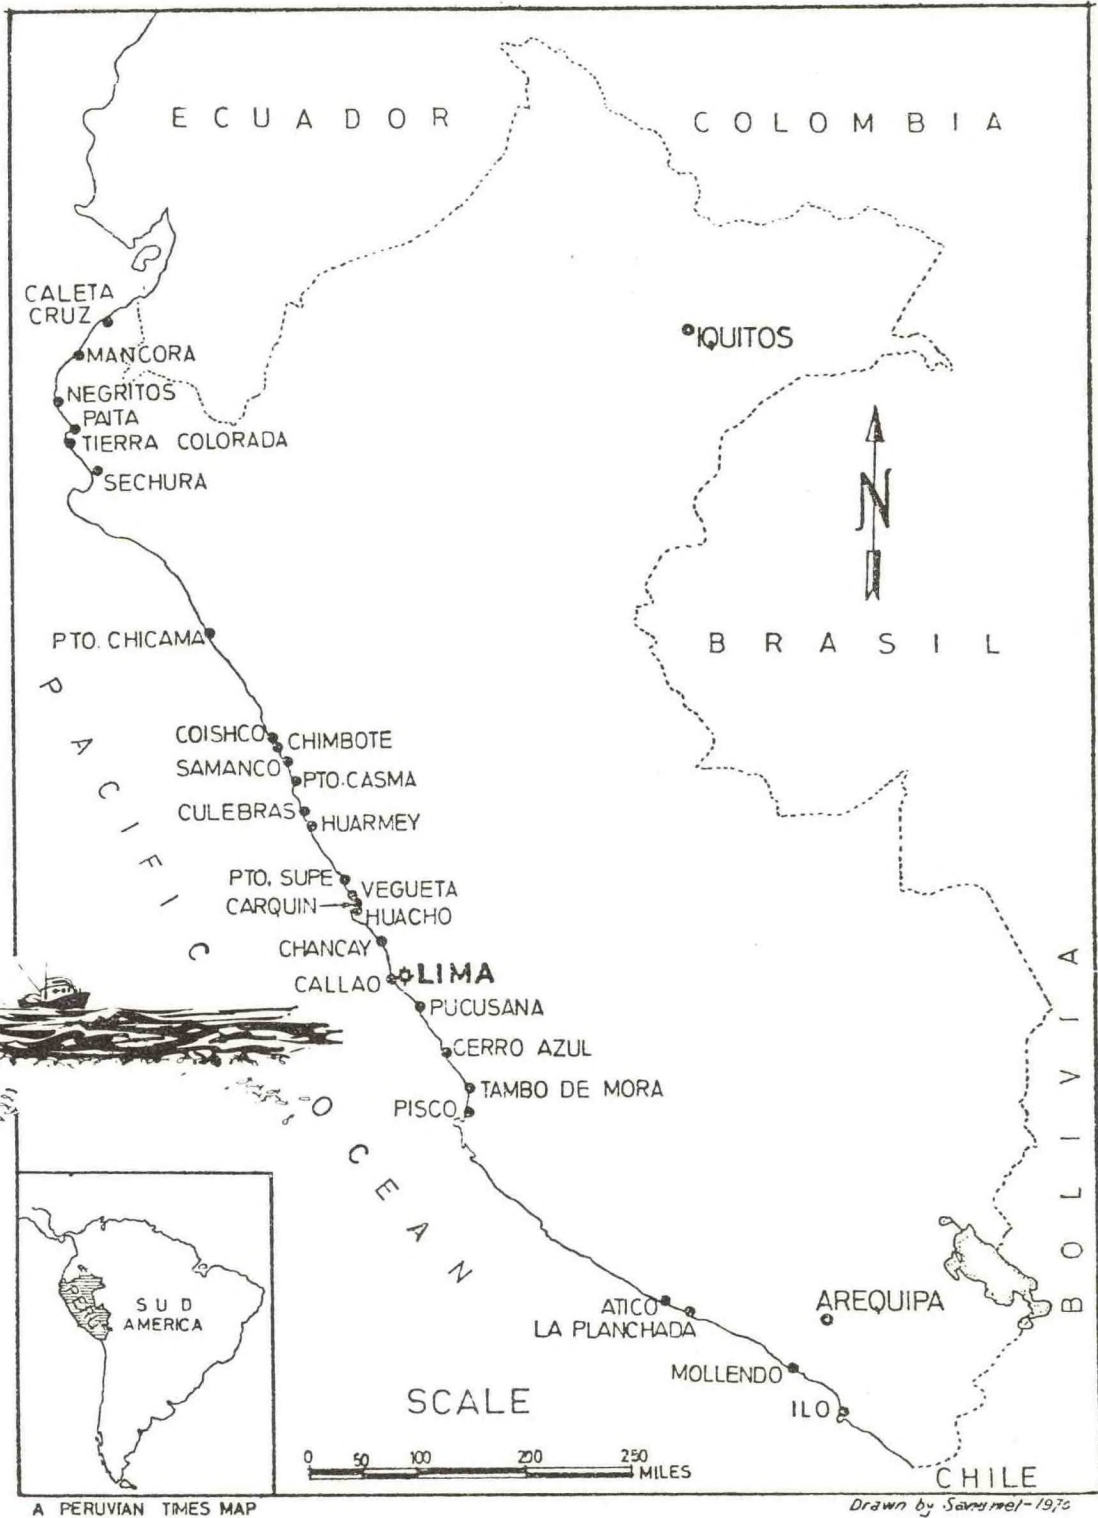 ECUADOR
COLOMBIA
CALETA
CRUZ
IQUITOS
MANCORA
NEGRITOS
PAITA
TIERRA COLORADA
SECHURA
N
PTO. CHICAMA
BRASIL
PACIFIC
COISHCO
CHIMBOTE
SAMANCO
PTO.CASMA
CULEBRAS
HUARMEY
PTO. SUPE
VEGUETA
CARQUIN
HUACHO
CHANCAY
LIMA
CALLAO
PUCUSANA
CERRO AZUL
TAMBO DE MORA
PISCO
OCEAN
BOLIVIA
ATICO
LA PLANCHADA
AREQUIPA
MOLLENDO
ILO
SUD
AMERICA
PERU
SCALE
0 50 100 200 250
MILES
CHILE
A PERUVIAN TIMES MAP
Drawn by